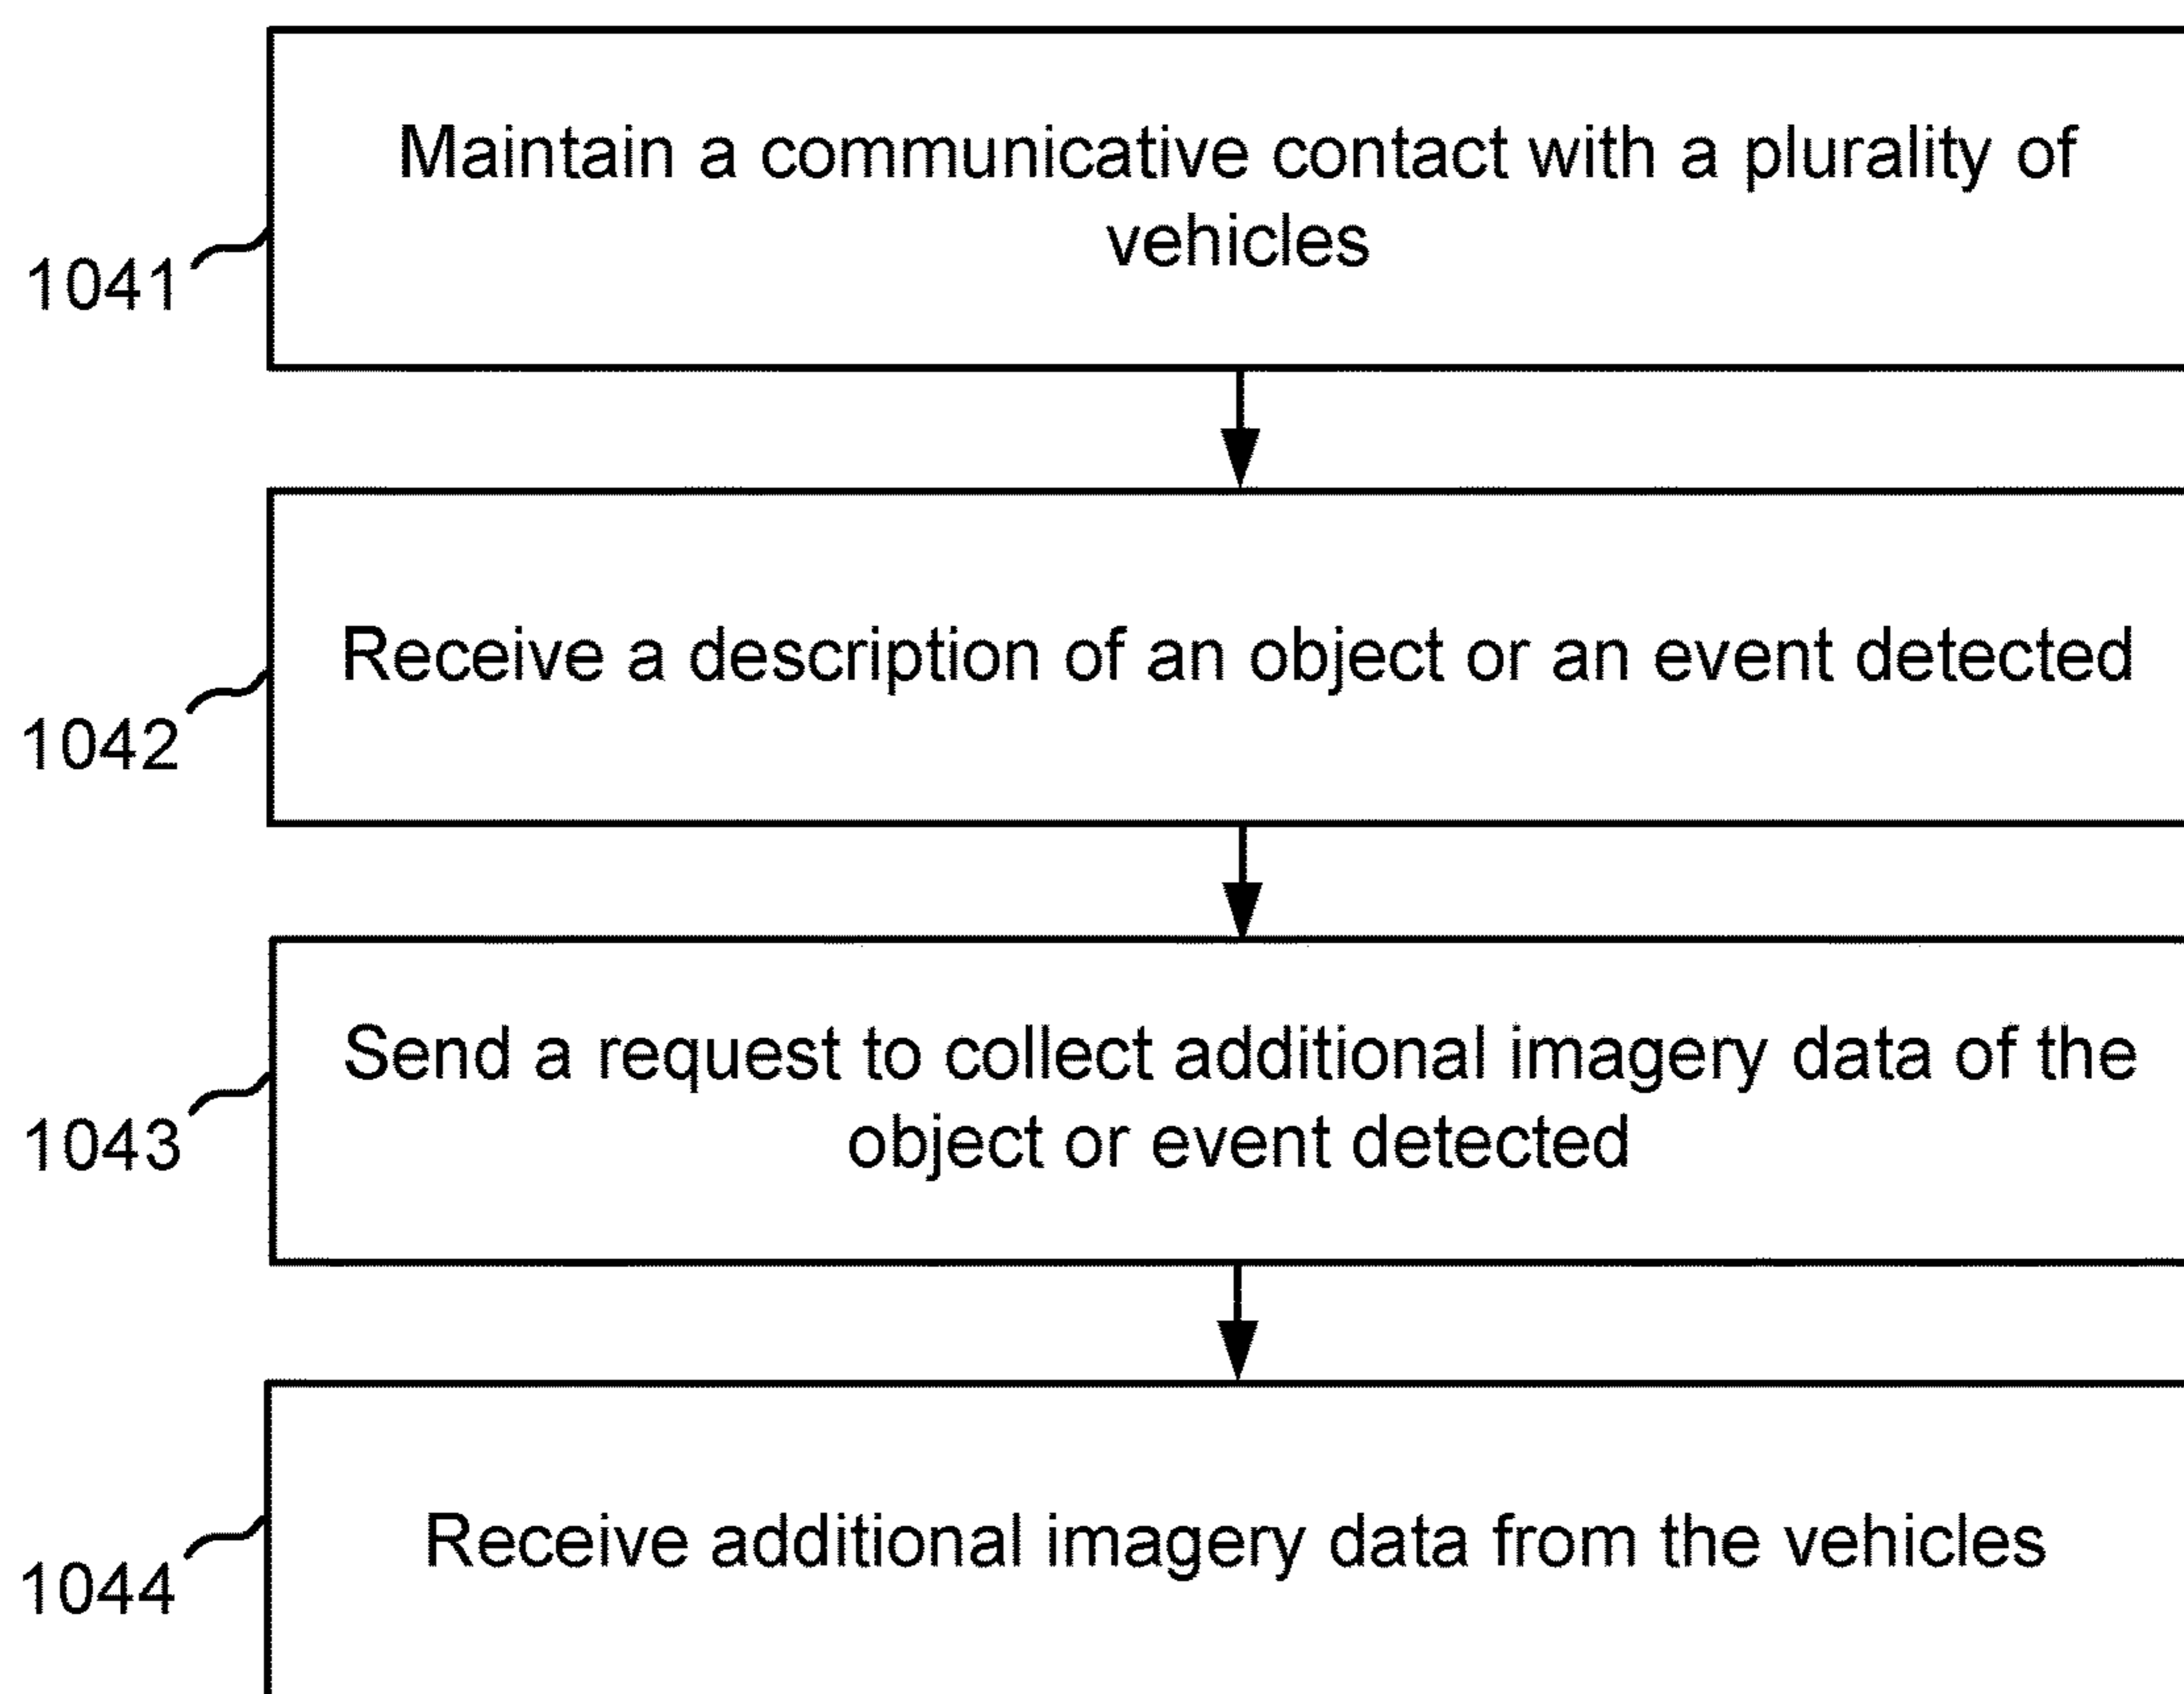 Maintain a communicative contact with a plurality of
vehicles
1041
Receive a description of an object or an event detected
1042
Send a request to collect additional imagery data of the
object or event detected
1043
Receive additional imagery data from the vehicles
1044